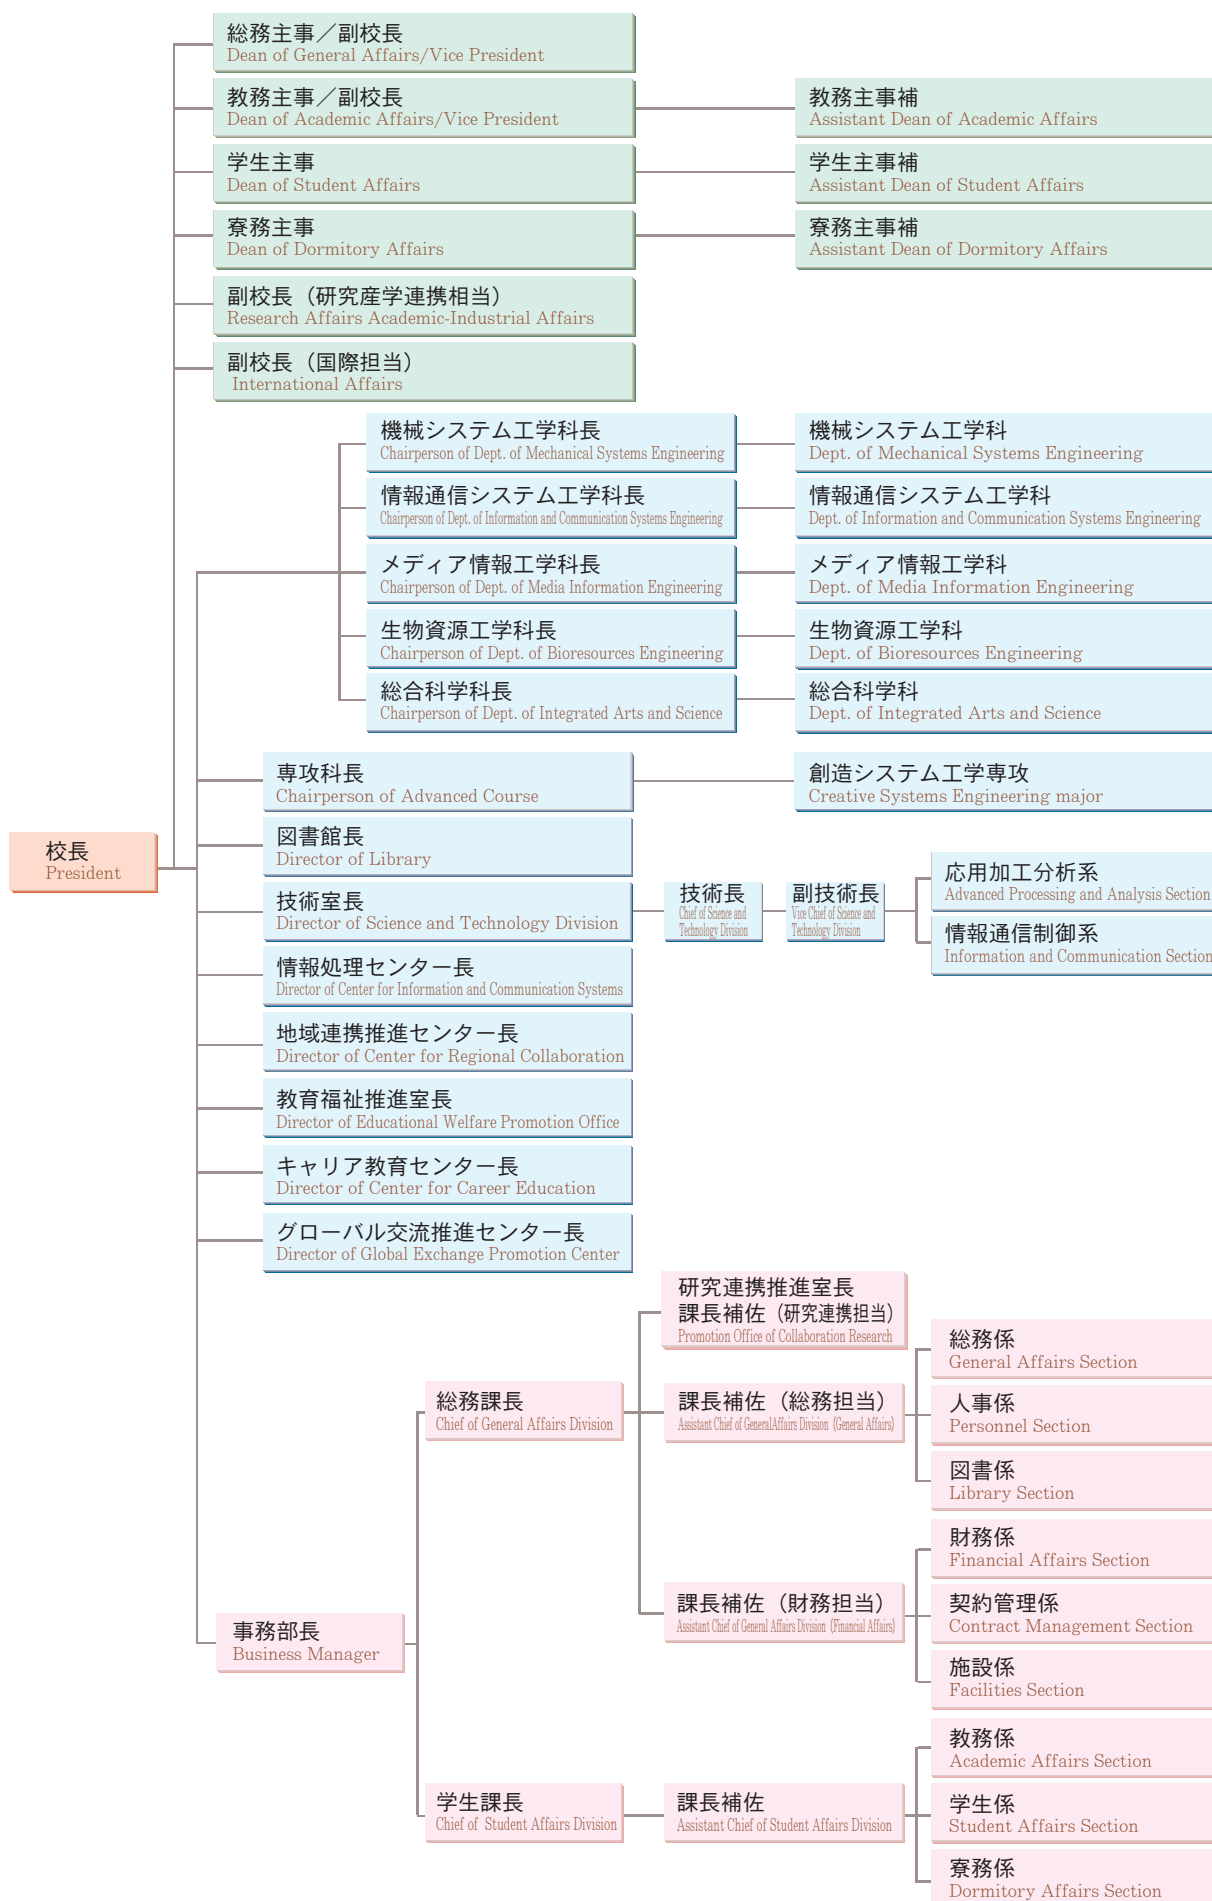 総務主事／副校長
Dean of General Affairs/Vice President
教務主事／副校長
Dean of Academic Affairs/Vice President
教務主事補
Assistant Dean of Academic Affairs
学生主事
Dean of Student Affairs
学生主事補
Assistant Dean of Student Affairs
寮務主事
Dean of Dormitory Affairs
寮務主事補
Assistant Dean of Dormitory Affairs
副校長（研究産学連携相当）
Research Affairs Academic-Industrial Affairs
副校長（国際担当）
International Affairs
機械システム工学科長
Chairperson of Dept. of Mechanical Systems Engineering
機械システム工学科
Dept. of Mechanical Systems Engineering
情報通信システム工学科長
Chairperson of Dept. of Information and Communication Systems Engineering
情報通信システム工学科
Dept. of Information and Communication Systems Engineering
メディア情報工学科長
Chairperson of Dept. of Media Information Engineering
メディア情報工学科
Dept. of Media Information Engineering
生物資源工学科長
Chairperson of Dept. of Bioresources Engineering
生物資源工学科
Dept. of Bioresources Engineering
総合科学科長
Chairperson of Dept. of Integrated Arts and Science
総合科学科
Dept. of Integrated Arts and Science
専攻科長
Chairperson of Advanced Course
創造システム工学専攻
Creative Systems Engineering major
校長
President
図書館長
Director of Library
技術室長
Director of Science and Technology Division
技術長
Chief of Science and
Technology Division
副技術長
Vice Chief of Science and
Technology Division
応用加工分析系
Advanced Processing and Analysis Section
情報通信制御系
Information and Communication Section
情報処理センター長
Director of Center for Information and Communication Systems
地域連携推進センター長
Director of Center for Regional Collaboration
教育福祉推進室長
Director of Educational Welfare Promotion Office
キャリア教育センター長
Director of Center for Career Education
グローバル交流推進センター長
Director of Global Exchange Promotion Center
研究連携推進室長
課長補佐（研究連携担当）
Promotion Office of Collaboration Research
総務課長
Chief of General Affairs Division
課長補佐（総務担当）
Assistant Chief of GeneralAffairs Division (General Affairs)
総務係
General Affairs Section
人事係
Personnel Section
図書係
Library Section
課長補佐（財務担当）
Assistant Chief of General Affairs Division (Financial Affairs)
財務係
Financial Affairs Section
契約管理係
Contract Management Section
施設係
Facilities Section
事務部長
Business Manager
学生課長
Chief of Student Affairs Division
課長補佐
Assistant Chief of Student Affairs Division
教務係
Academic Affairs Section
学生係
Student Affairs Section
寮務係
Dormitory Affairs Section